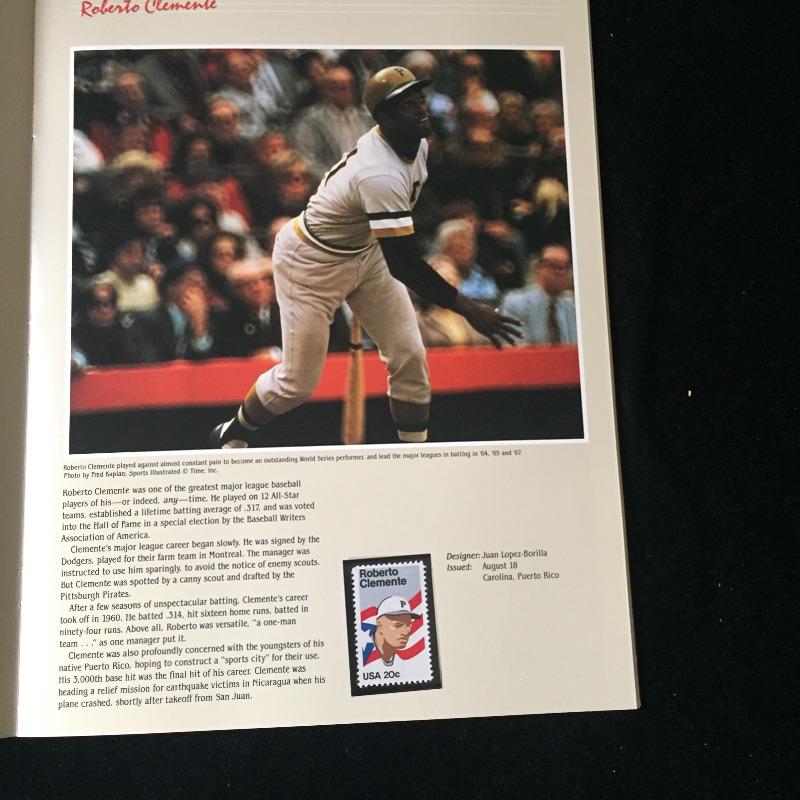 Roberto Clemente
P
Roberto Clemente played against almost constant pain to become an outstanding World Series performer, and lead the major leagues in batting in '64, '65 and '67.
Photo by Fred Kaplan: Sports Illustrated © Time, Inc.
Roberto Clemente was one of the greatest major league baseball
players of his—or indeed, any—time. He played on 12 All-Star
teams, established a lifetime batting average of .317, and was voted
into the Hall of Fame in a special election by the Baseball Writers
Association of America.
Clemente's major league career began slowly. He was signed by the
Dodgers, played for their farm team in Montreal. The manager was
instructed to use him sparingly, to avoid the notice of enemy scouts.
But Clemente was spotted by a canny scout and drafted by the
Pittsburgh Pirates.
After a few seasons of unspectacular batting, Clemente's career
took off in 1960. He batted .314, hit sixteen home runs, batted in
ninety-four runs. Above all, Roberto was versatile, "a one-man
team . . ." as one manager put it.
Clemente was also profoundly concerned with the youngsters of his
native Puerto Rico, hoping to construct a "sports city" for their use.
His 3,000th base hit was the final hit of his career. Clemente was
heading a relief mission for earthquake victims in Nicaragua when his
plane crashed, shortly after takeoff from San Juan.
Roberto
Clemente
P
USA 20c
Designer: Juan Lopez-Borilla
Issued: August 18
Carolina, Puerto Rico